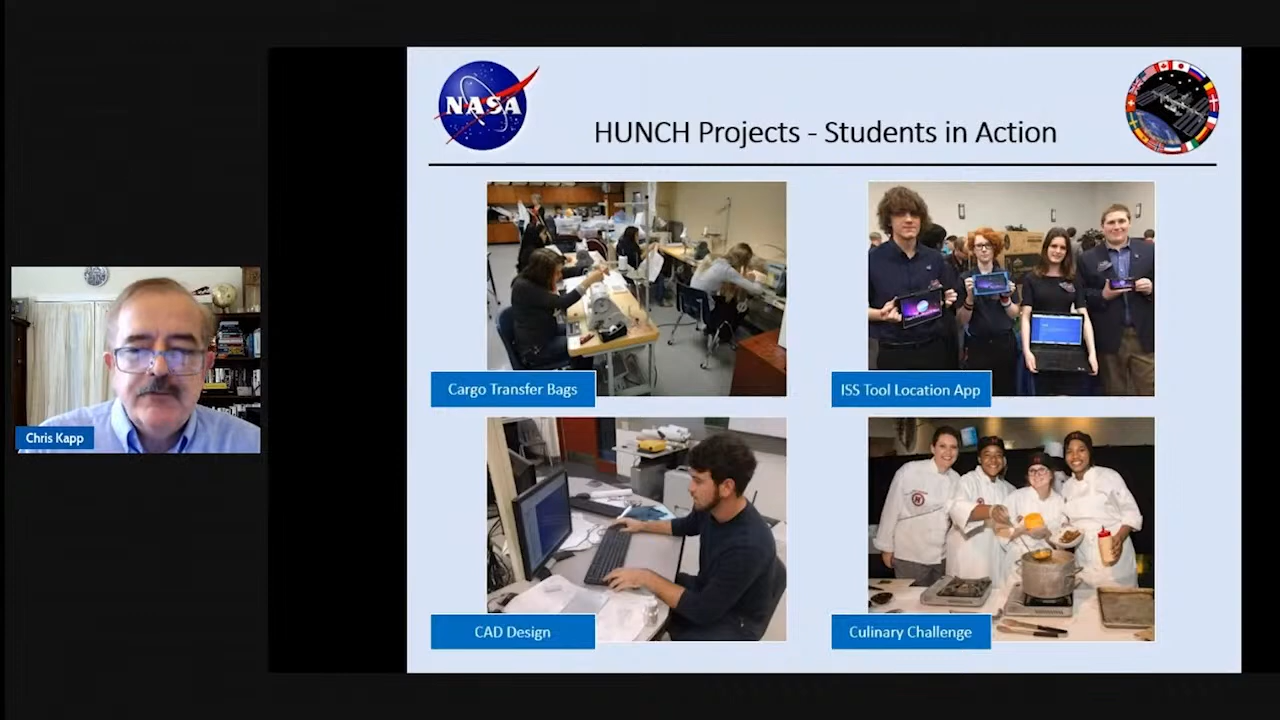 NASA
HUNCH Projects - Students in Action
Cargo Transfer Bags
ISS Tool Location App
Chris Kapp
CAD Design
Culinary Challenge